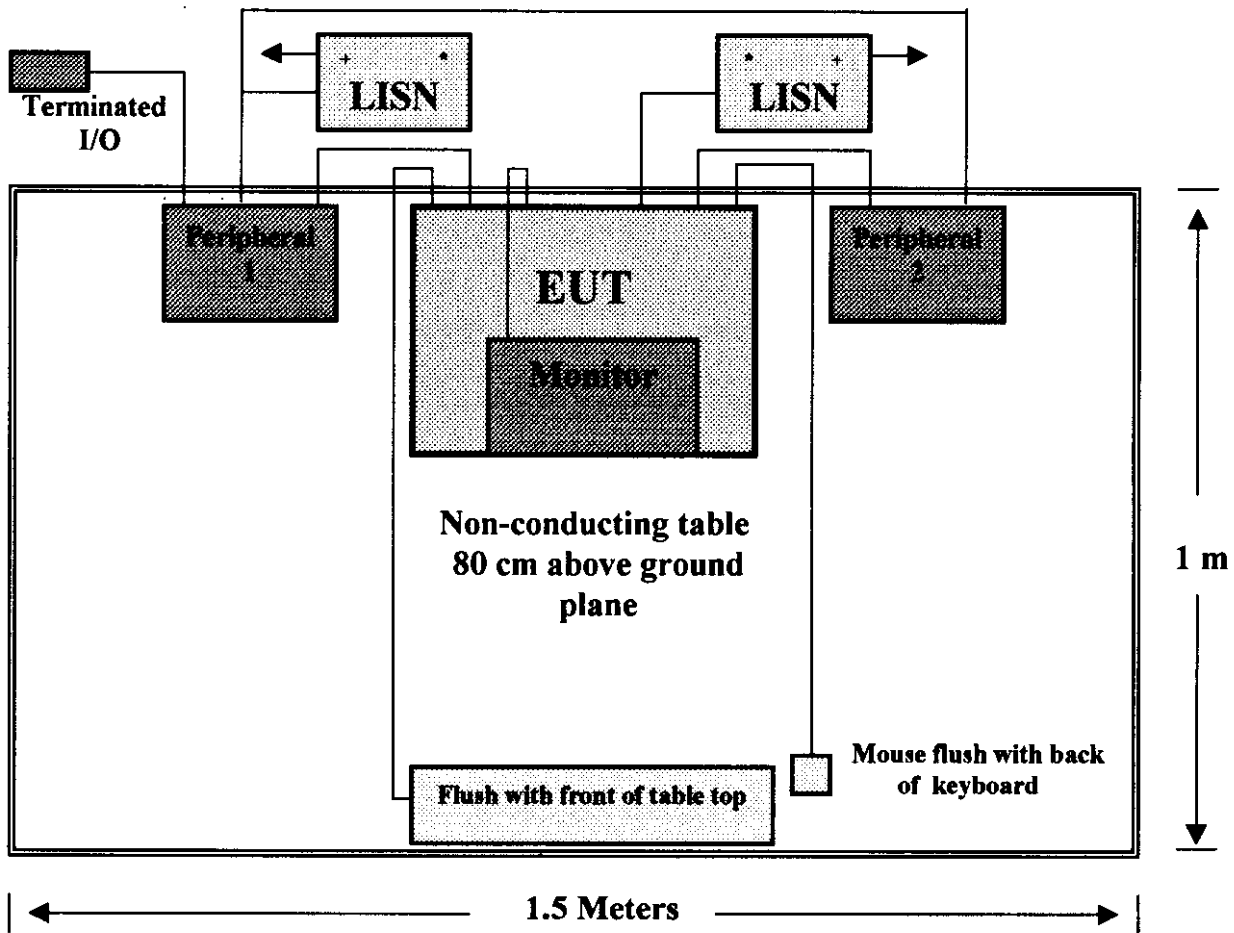 + *
LISN
* +
LISN
Terminated
I/O
Peripheral
1
EUT
Peripheral
2
Monitor
Non-conducting table
80 cm above ground
plane
1 m
Mouse flush with back
of keyboard
Flush with front of table top
1.5 Meters